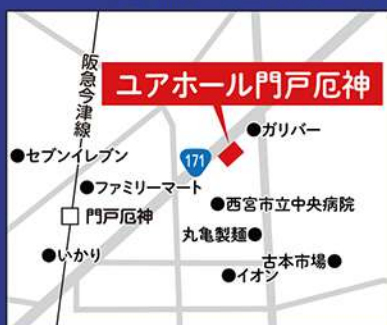 阪急今津線
ユアホール門戸厄神
●ガリバー
●セブンイレブン
171
●ファミリーマート
門戸厄神
●西宮市立中央病院
丸亀製麺●
●いかり
古本市場●
●イオン